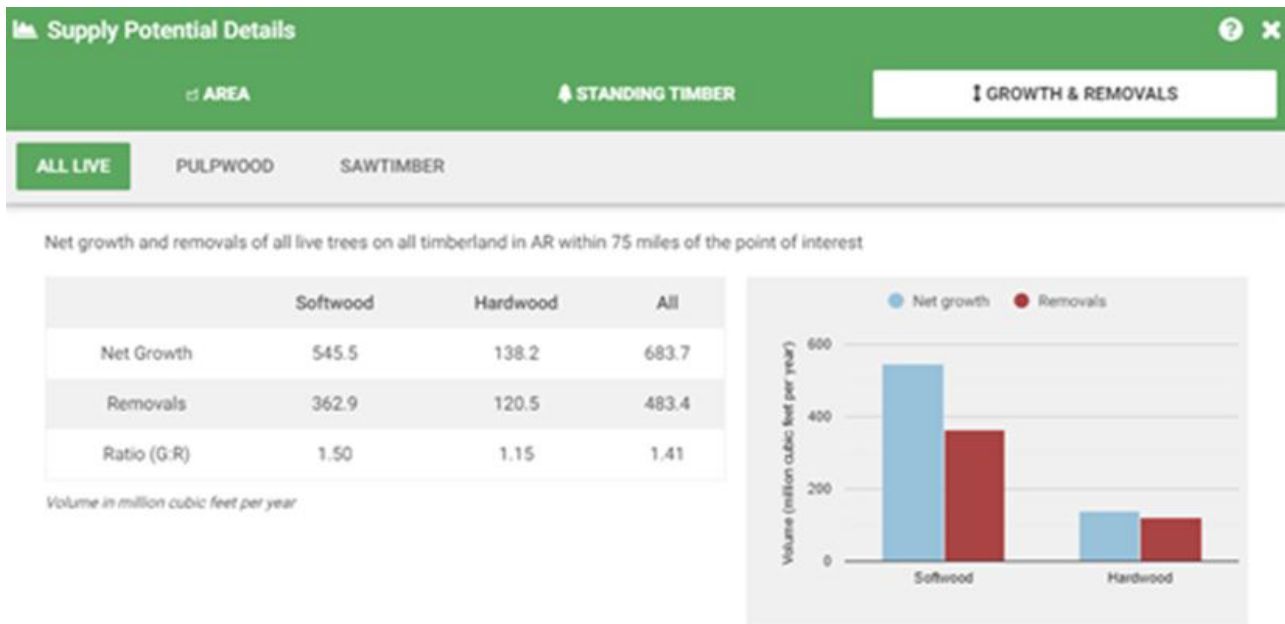 Supply Potential Details
AREA
STANDING TIMBER
GROWTH & REMOVALS
ALL LIVE
PULPWOOD
SAWTIMBER
Net growth and removals of all live trees on all timberland in AR within 75 miles of the point of interest
Softwood Hardwood All
Net Growth 545.5 138.2 683.7
Removals 362.9 120.5 483.4
Ratio (G:R) 1.50 1.15 1.41
Volume in million cubic feet per year
Net growth Removals
Volume (million cubic feet per year)
600
400
200
0
Softwood Hardwood